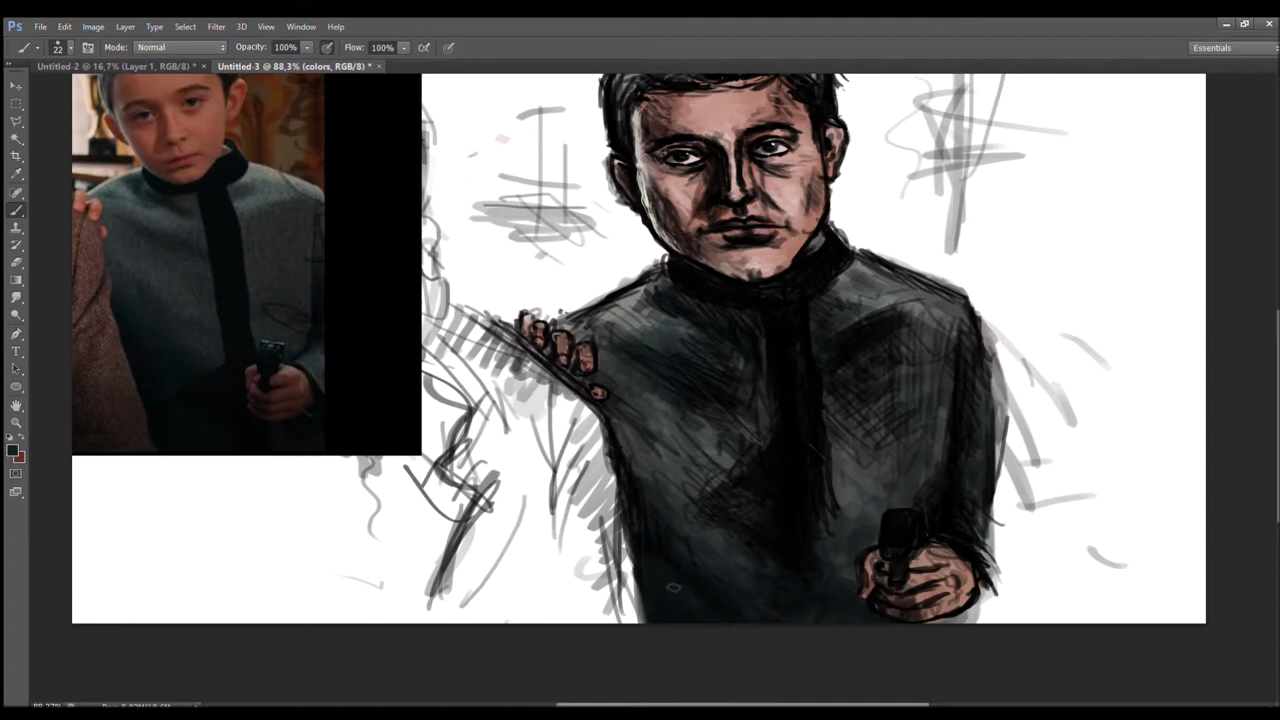 Ps File Edit Image Layer Type Select Filter 3D View Window Help
22 Mode: Normal Opacity: 100% Flow: 100% Essentials
Untitled-2 @ 16,7% (Layer 1, RGB/8) * × Untitled-3 @ 88,3% (colors, RGB/8) * ×